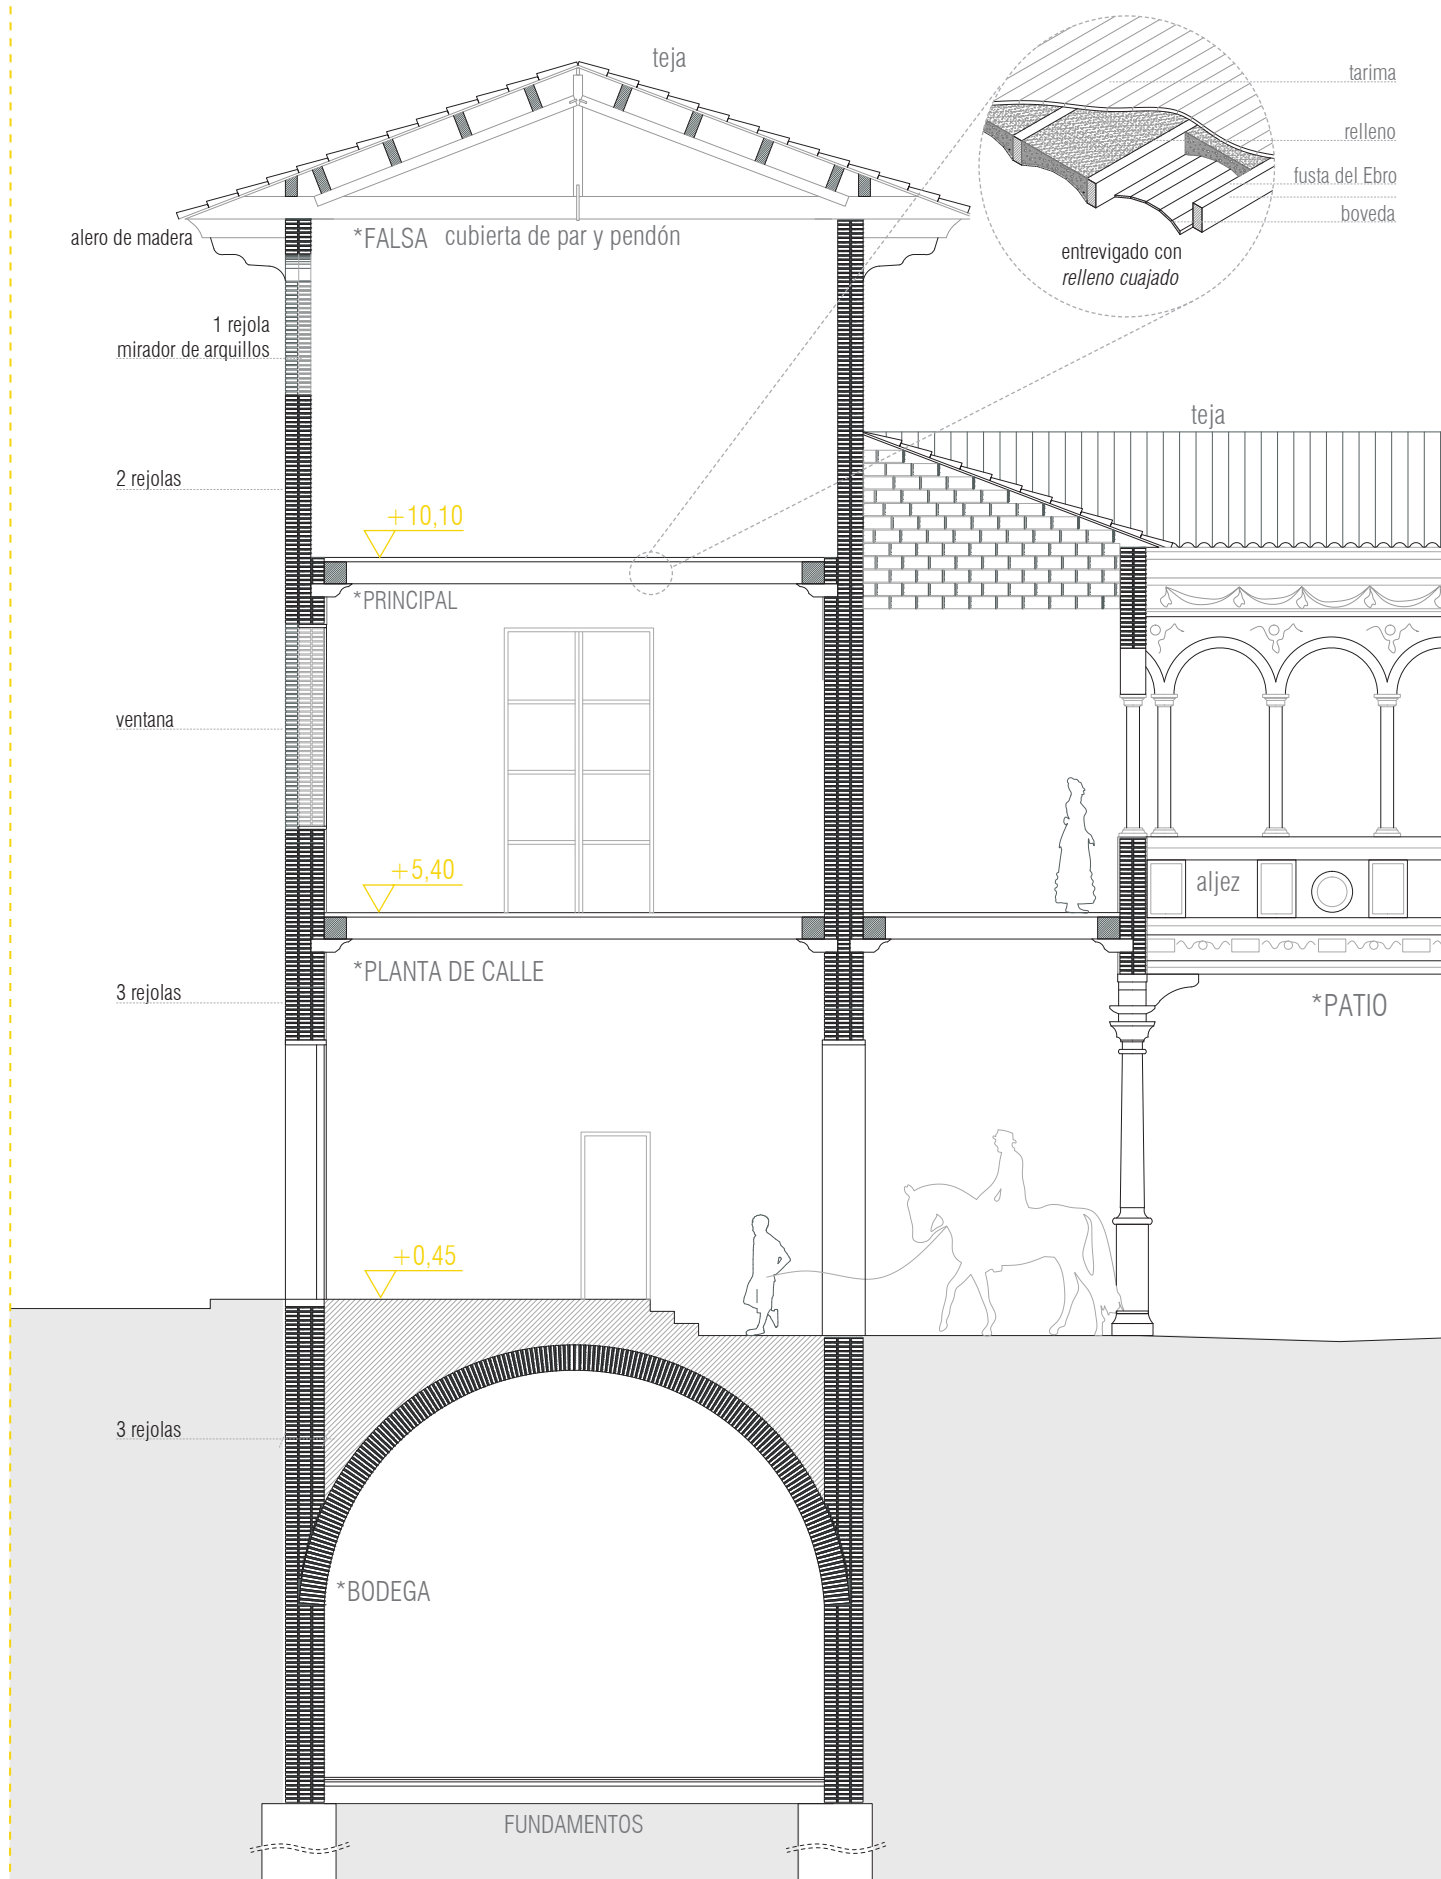 teja
tarima
relleno
fusta del Ebro
boveda
entrevigado con
relleno cuajado
alero de madera
*FALSA cubierta de par y pendón
1 rejola
mirador de arquillos
teja
2 rejolas
+10,10
*PRINCIPAL
ventana
+5,40
aljez
*PLANTA DE CALLE
3 rejolas
*PATIO
+0,45
3 rejolas
*BODEGA
FUNDAMENTOS